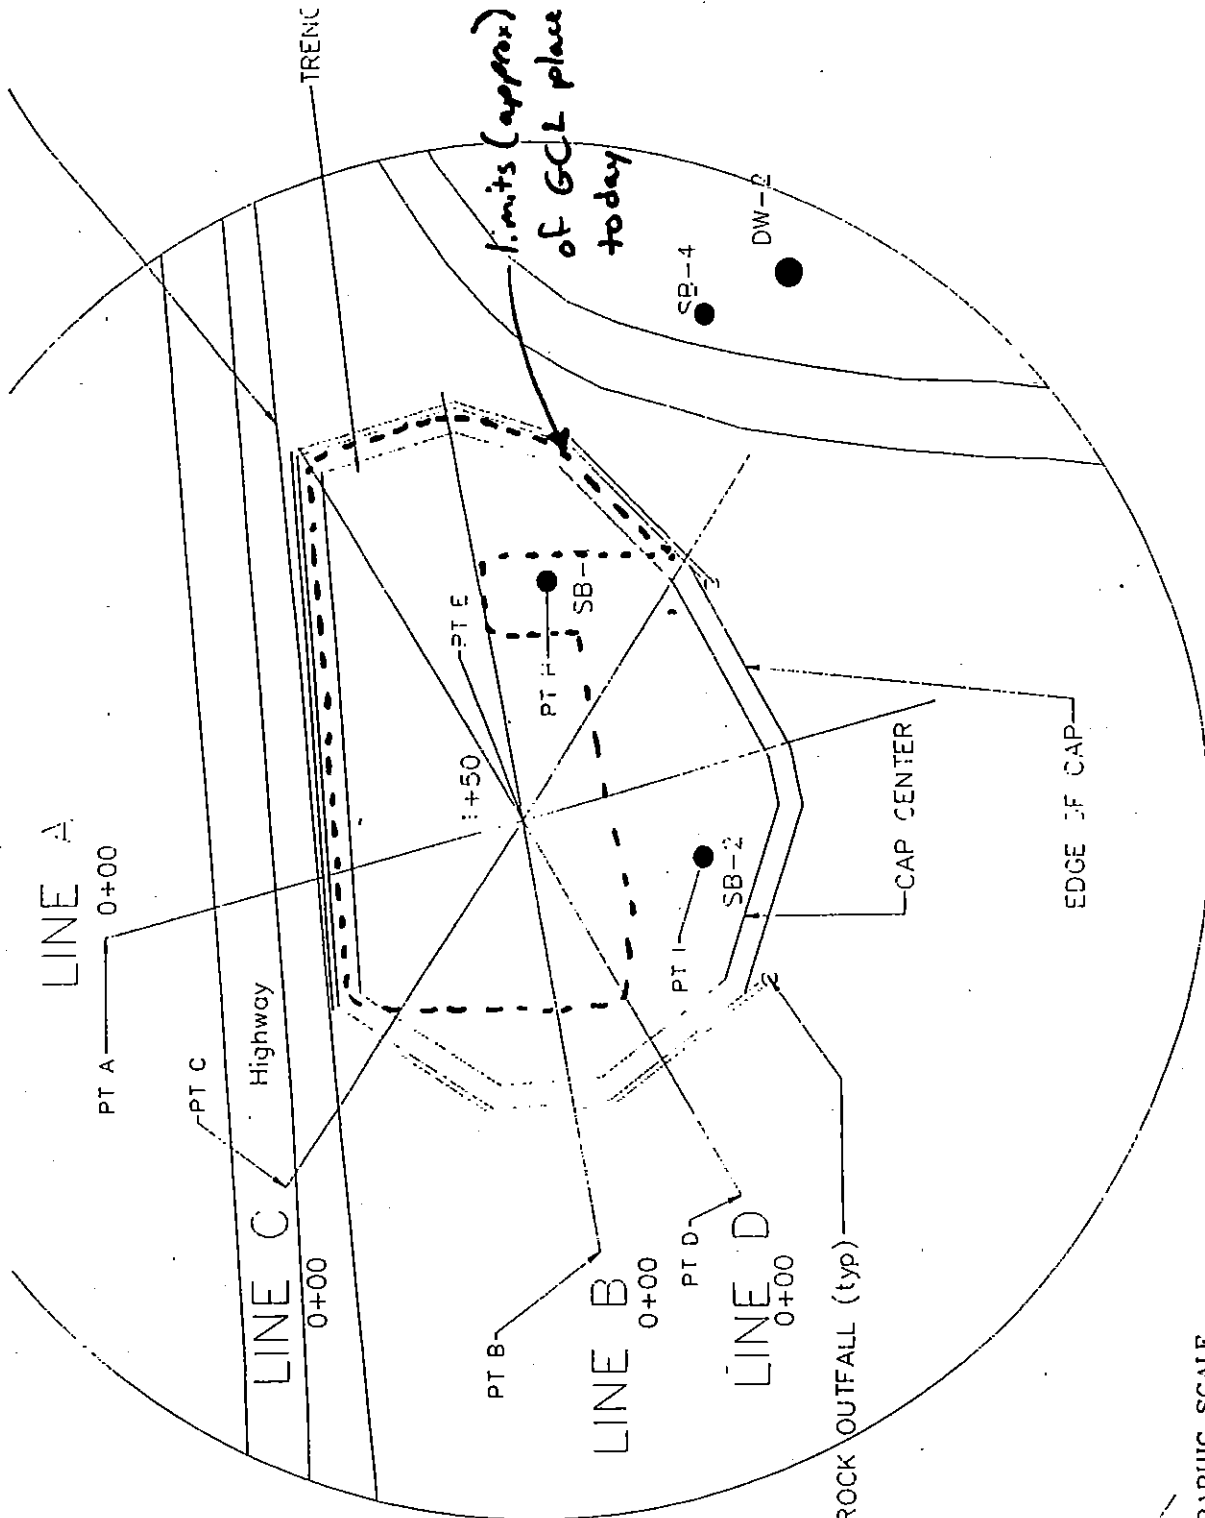 TRENC
limits (approx)
of GCL place
today
LINE A
0+00
PT A
PT C
Highway
LINE C
0+00
DW-2
SB-4
PT E
1+50
PT H
SB-1
PT B
LINE B
0+00
PT D
LINE D
0+00
PT I
SB-2
CAP CENTER
EDGE OF CAP
ROCK OUTFALL (typ)